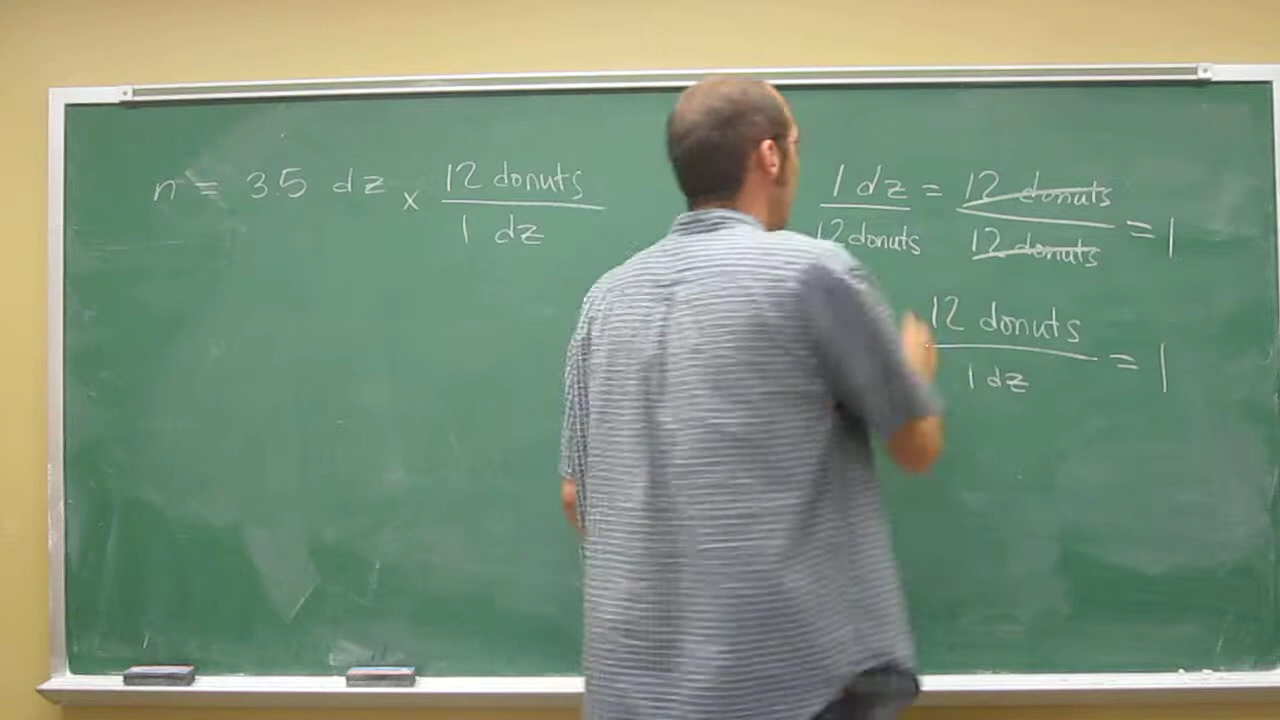 n = 3.5 dz x 12 donuts / 1 dz
1 dz / 12 donuts = 12 donuts / 12 donuts = 1
12 donuts / 1 dz = 1